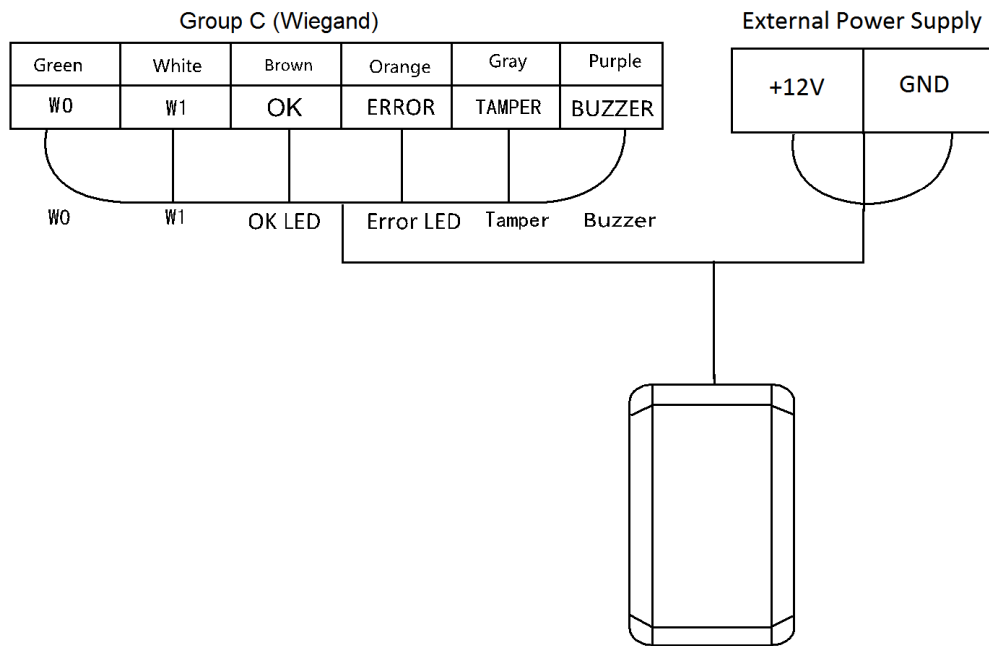 Group C (Wiegand)
External Power Supply
Green White Brown Orange Gray Purple
W0 W1 OK ERROR TAMPER BUZZER
+12V GND
W0 W1 OK LED Error LED Tamper Buzzer